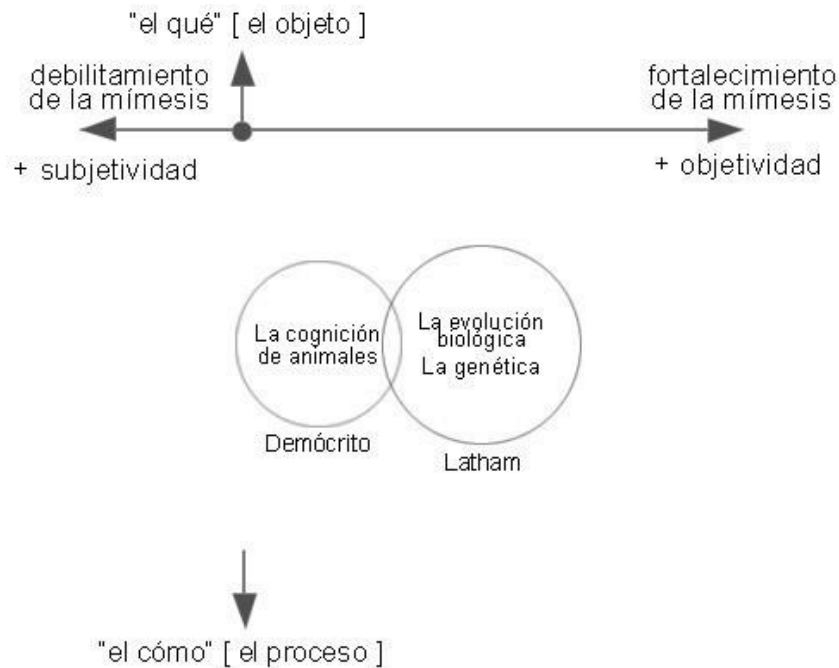 "el qué" [ el objeto ]
debilitamiento
de la mímesis
fortalecimiento
de la mímesis
+ subjetividad
+ objetividad
La cognición
de animales
La evolución
biológica
La genética
Demócrito
Latham
"el cómo" [ el proceso ]